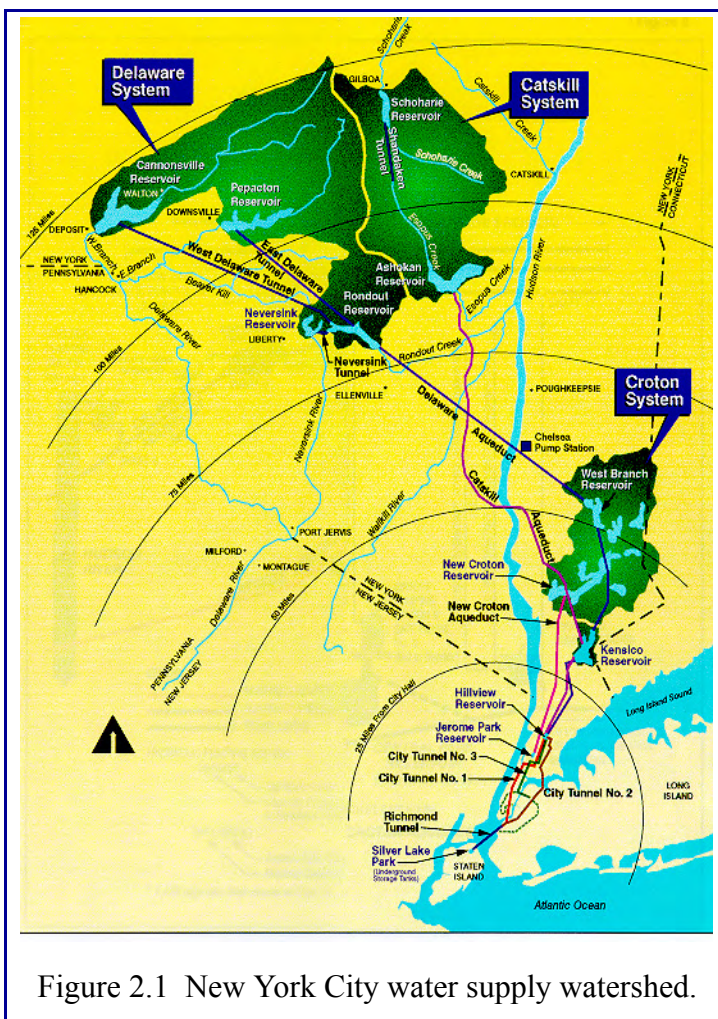 Schoharie
Creek
Delaware
System
GILBOA
Catskill
System
Schoharie
Reservoir
Catskill
Creek
Shandaken
Tunnel
Cannonsville
Reservoir
WALTON
Schoharie Creek
CATSKILL
Pepacton
Reservoir
NEW YORK
CONNECTICUT
DOWNSVILLE
125 Miles
DEPOSIT
W. Branch
E. Branch
Esopus Creek
Hudson River
NEW YORK
PENNSYLVANIA
East Delaware
Tunnel
West Delaware Tunnel
Ashokan
Reservoir
HANCOCK
Beaver Kill
Rondout
Reservoir
Esopus Creek
Neversink
Reservoir
LIBERTY
Delaware River
Neversink
Tunnel
Rondout Creek
100 Miles
ELLENVILLE
POUGHKEEPSIE
Croton
System
Delaware
Aqueduct
Chelsea
Pump Station
Neversink River
West Branch
Reservoir
75 Miles
Catskill
Aqueduct
Wallkill River
PORT JERVIS
MILFORD
MONTAGUE
New Croton
Reservoir
NEW YORK
NEW JERSEY
50 Miles
New Croton
Aqueduct
Delaware River
PENNSYLVANIA
NEW JERSEY
Kensico
Reservoir
25 Miles From City Hall
Hillview
Reservoir
Long Island Sound
Jerome Park
Reservoir
City Tunnel No. 3
City Tunnel No. 1
City Tunnel No. 2
LONG
ISLAND
Richmond
Tunnel
Silver Lake
Park
(Underground
Storage Tanks)
STATEN
ISLAND
Atlantic Ocean
Figure 2.1 New York City water supply watershed.